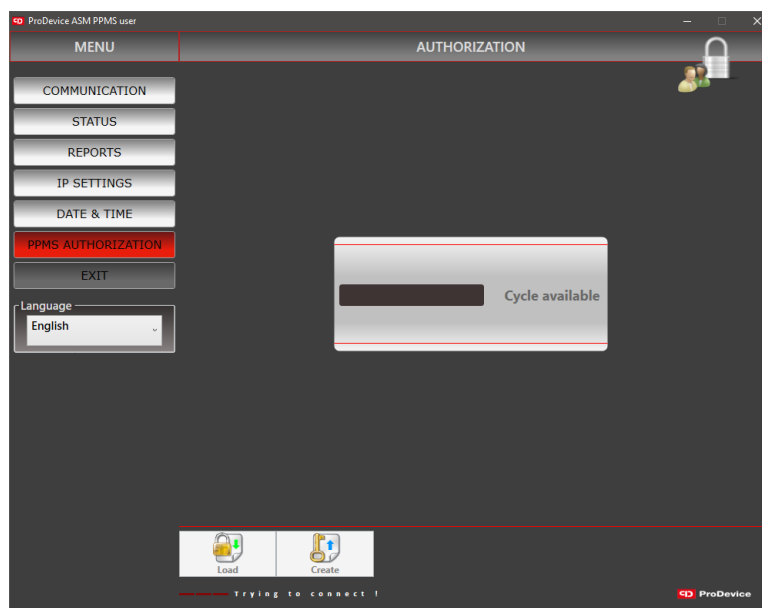 ProDevice ASM PPMS user
MENU
AUTHORIZATION
COMMUNICATION
STATUS
REPORTS
IP SETTINGS
DATE & TIME
PPMS AUTHORIZATION
EXIT
Language
English
Cycle available
Load
Create
Trying to connect !
ProDevice